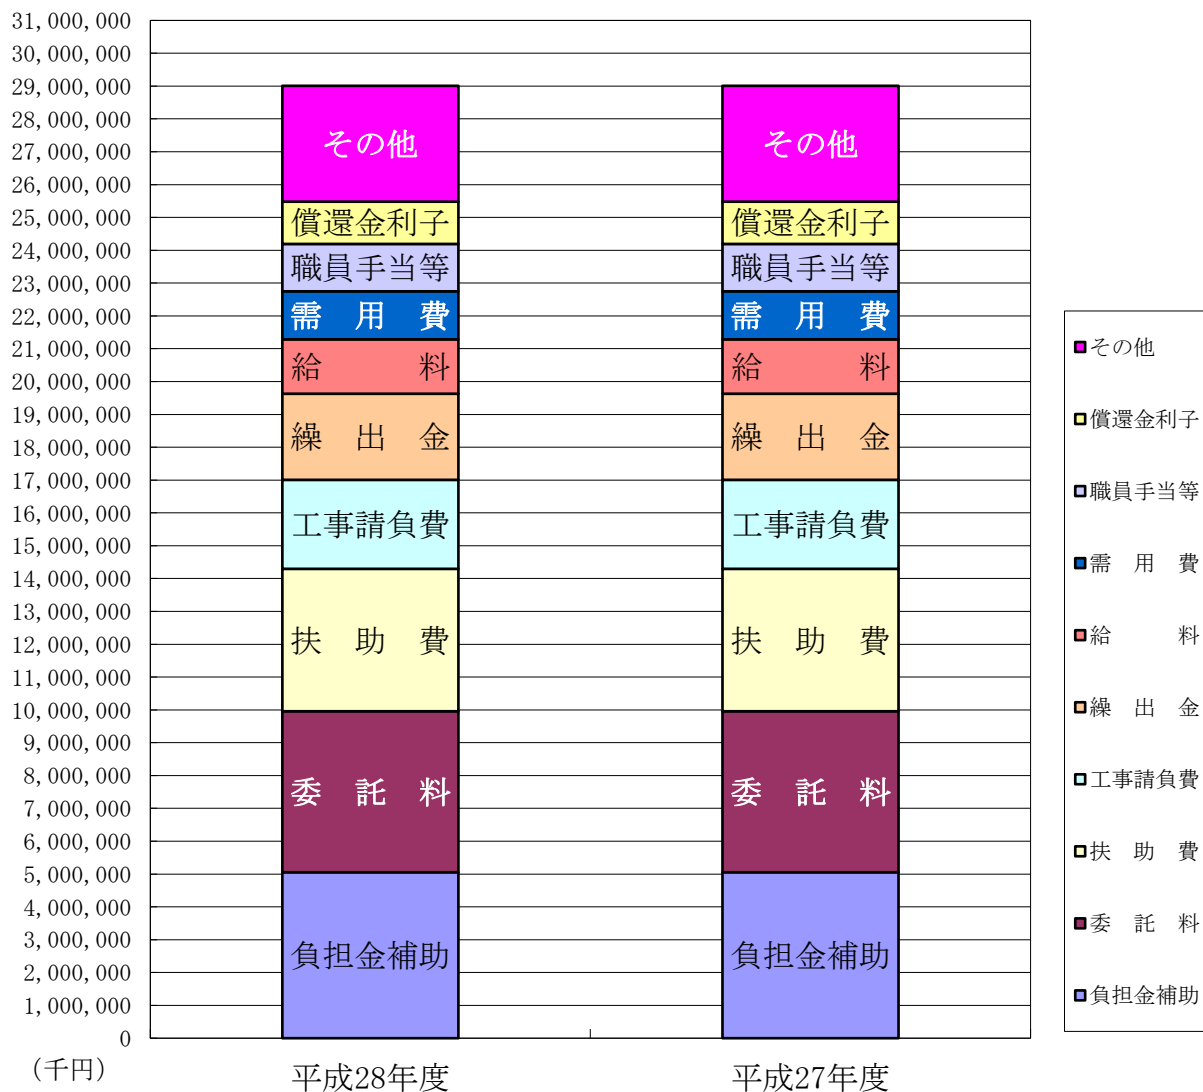 31,000,000
30,000,000
29,000,000
28,000,000
27,000,000
26,000,000
25,000,000
24,000,000
23,000,000
22,000,000
21,000,000
20,000,000
19,000,000
18,000,000
17,000,000
16,000,000
15,000,000
14,000,000
13,000,000
12,000,000
11,000,000
10,000,000
9,000,000
8,000,000
7,000,000
6,000,000
5,000,000
4,000,000
3,000,000
2,000,000
1,000,000
0
(千円)
その他
償還金利子
職員手当等
需 用 費
給 料
繰 出 金
工事請負費
扶 助 費
委 託 料
負担金補助
平成28年度
その他
償還金利子
職員手当等
需 用 費
給 料
繰 出 金
工事請負費
扶 助 費
委 託 料
負担金補助
平成27年度
その他
償還金利子
職員手当等
需 用 費
給 料
繰 出 金
工事請負費
扶 助 費
委 託 料
負担金補助